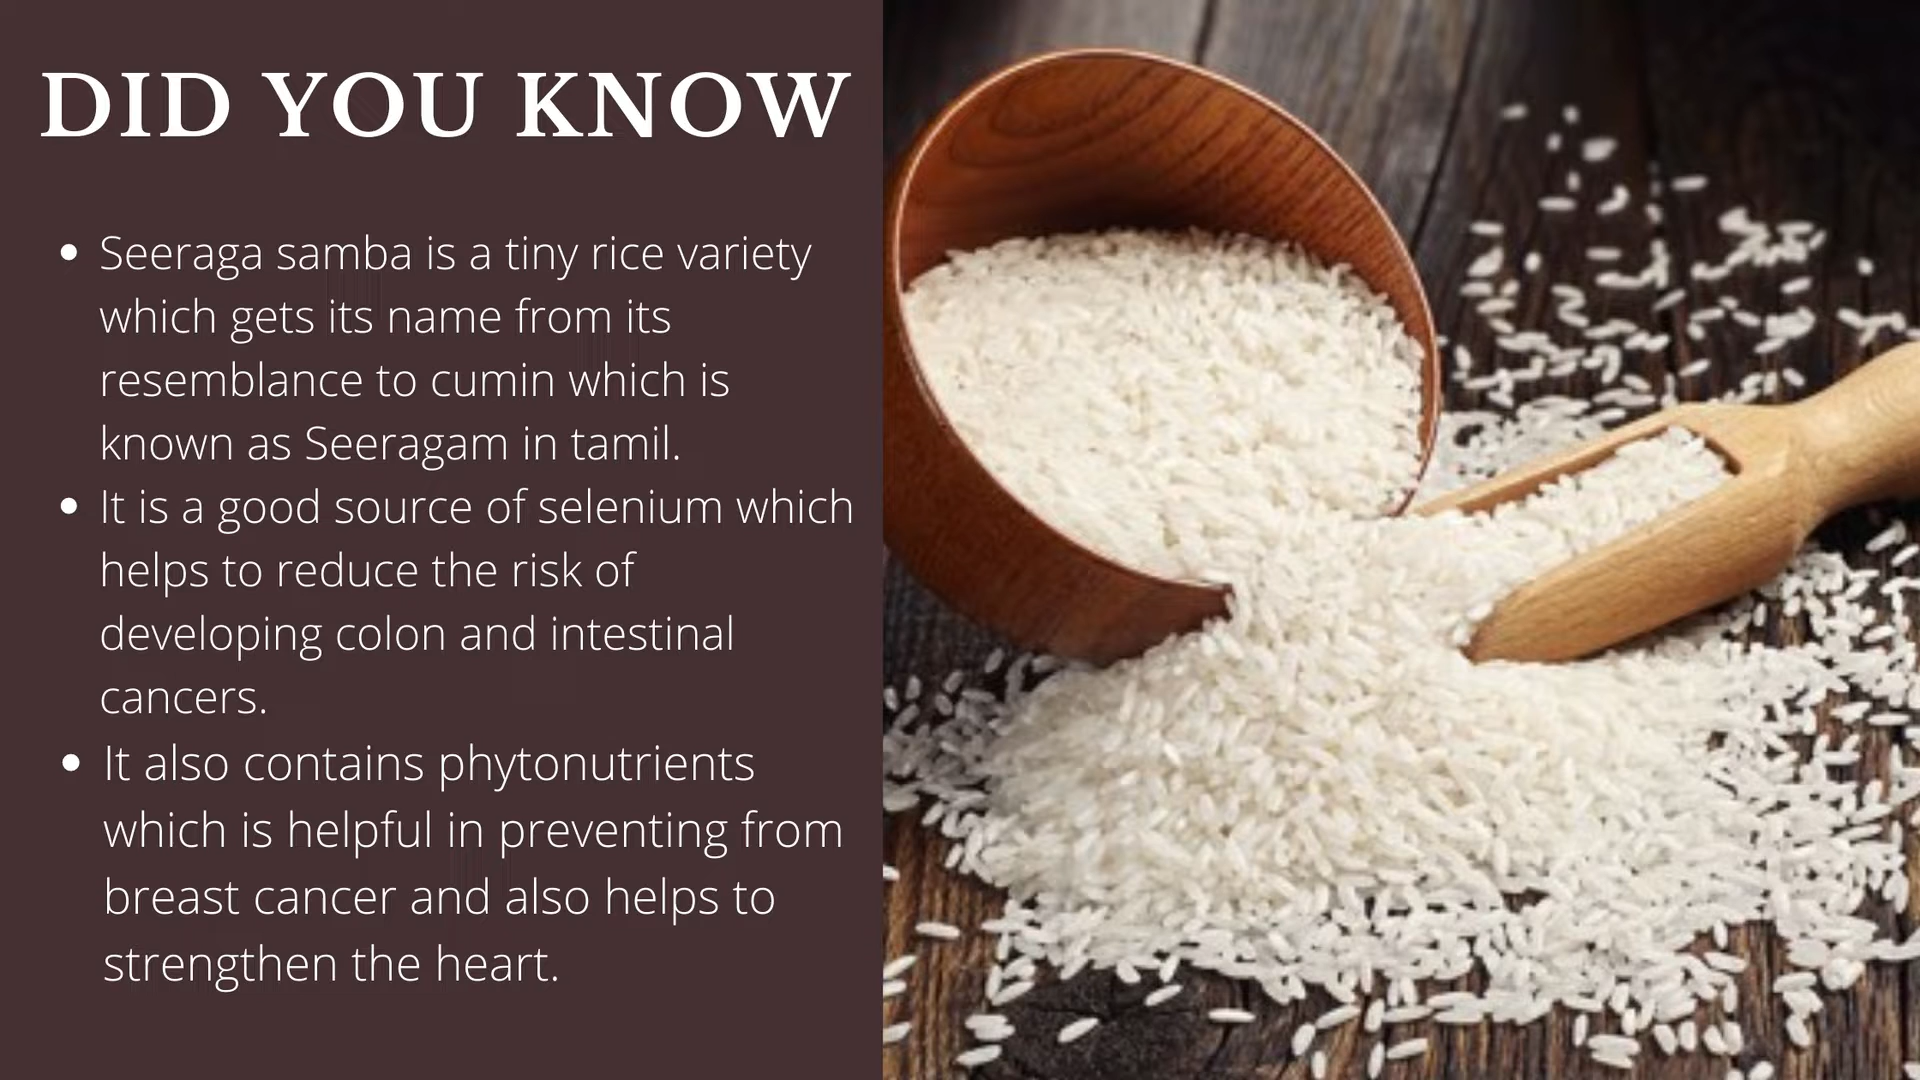 DID YOU KNOW
• Seeraga samba is a tiny rice variety
which gets its name from its
resemblance to cumin which is
known as Seeragam in tamil.
• It is a good source of selenium which
helps to reduce the risk of
developing colon and intestinal
cancers.
• It also contains phytonutrients
which is helpful in preventing from
breast cancer and also helps to
strengthen the heart.